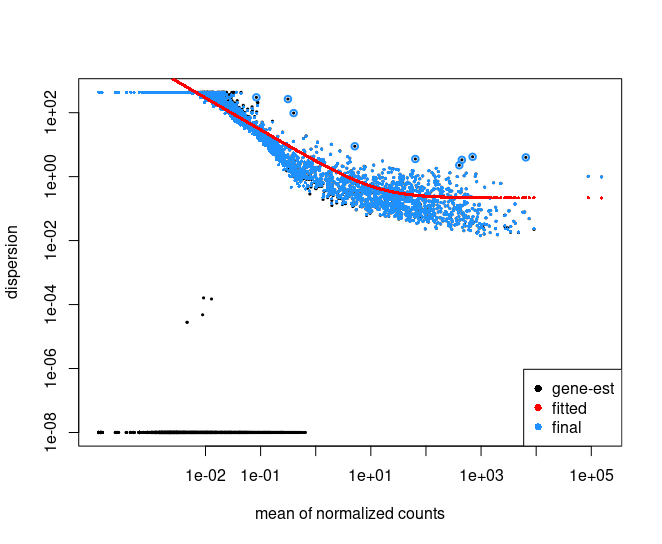 dispersion
1e+02
1e+00
1e-02
1e-04
1e-06
1e-08
gene-est
fitted
final
1e-02 1e-01 1e+01 1e+03 1e+05
mean of normalized counts